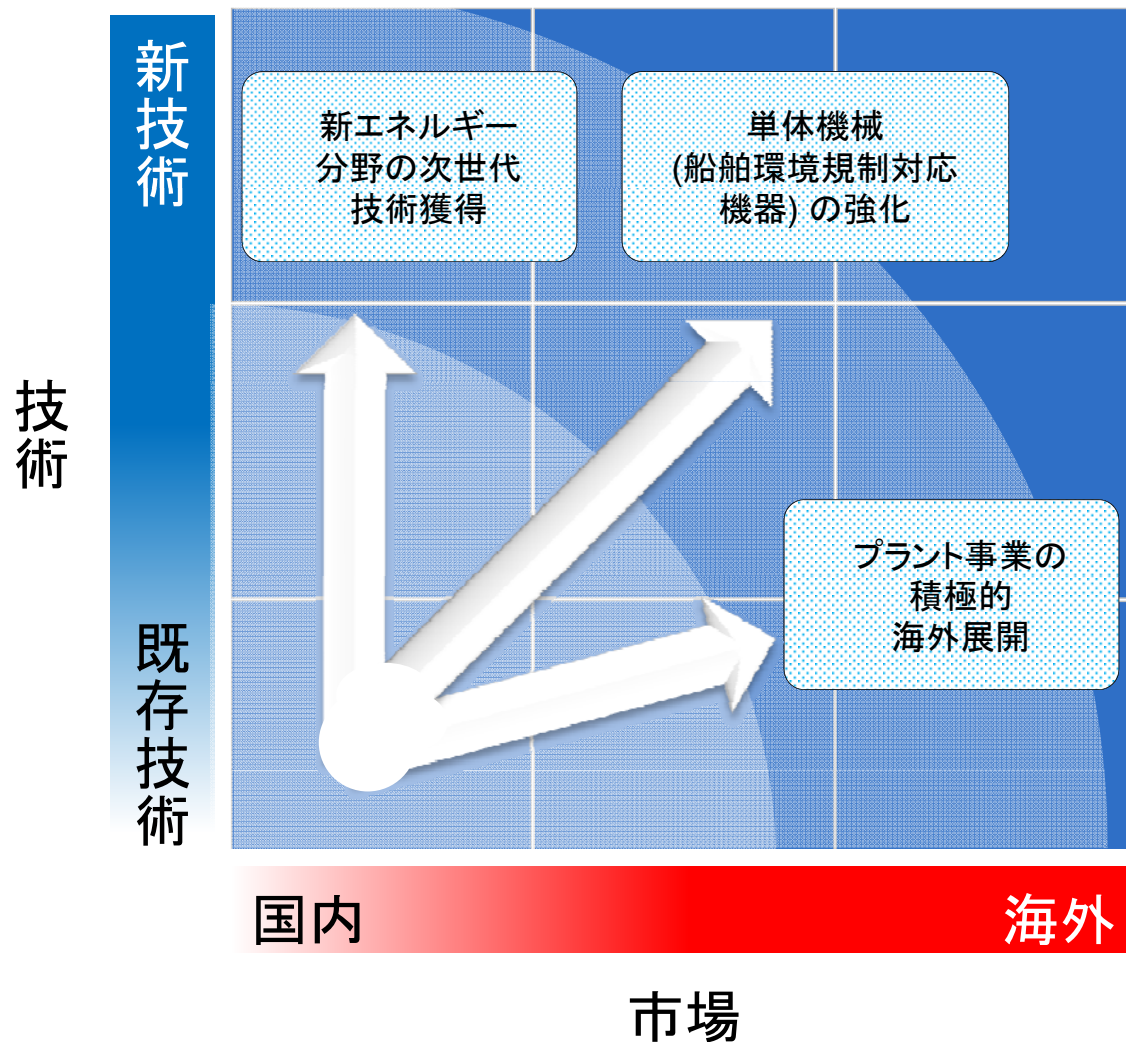 新技術
新エネルギー
分野の次世代
技術獲得
単体機械
(船舶環境規制対応
機器) の強化
技術
プラント事業の
積極的
海外展開
既存技術
国内
海外
市場